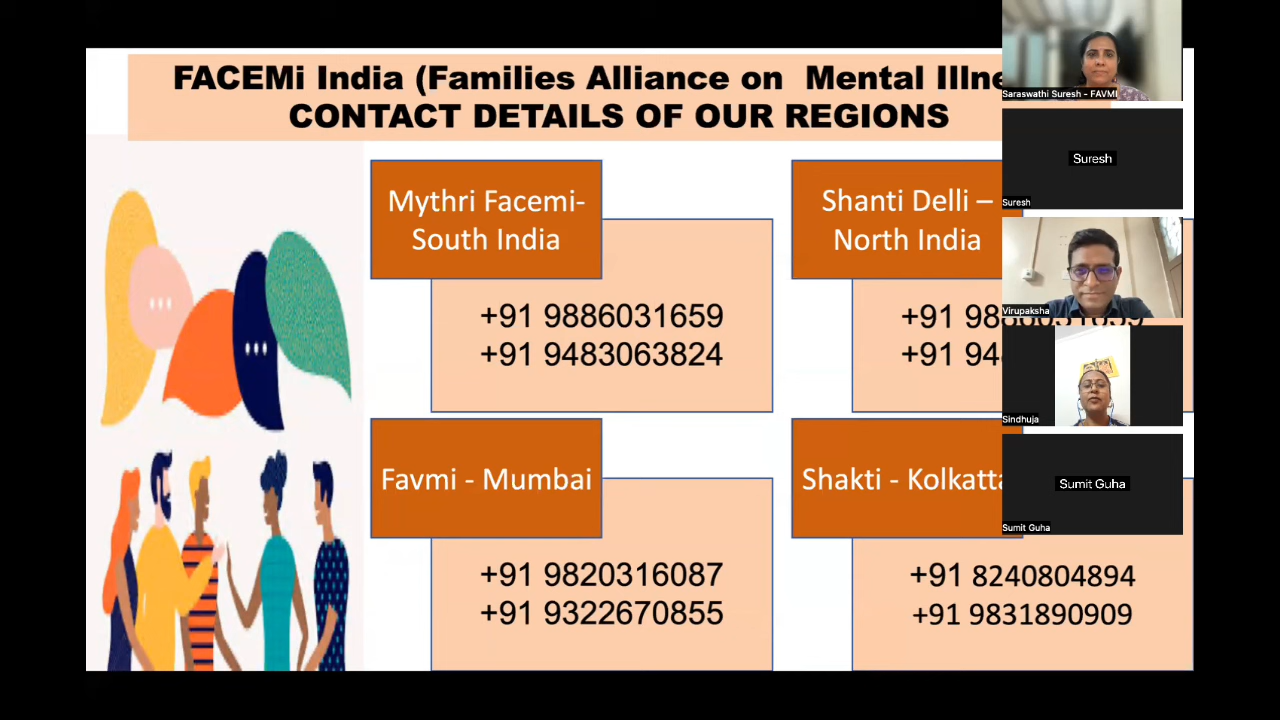 FACEMi India (Families Alliance on Mental
CONTACT DETAILS OF OUR REGIONS
Mythri Facemi-
South India
+91 9886031659
+91 9483063824
Shanti Delli –
North India
+91
+91
Favmi - Mumbai
+91 9820316087
+91 9322670855
Shakti - Kolkatta
+91 8240804894
+91 9831890909
Saraswathi Suresh - FAVMI
Suresh
Suresh
Virupaksha
Sindhuja
Sumit Guha
Sumit Guha